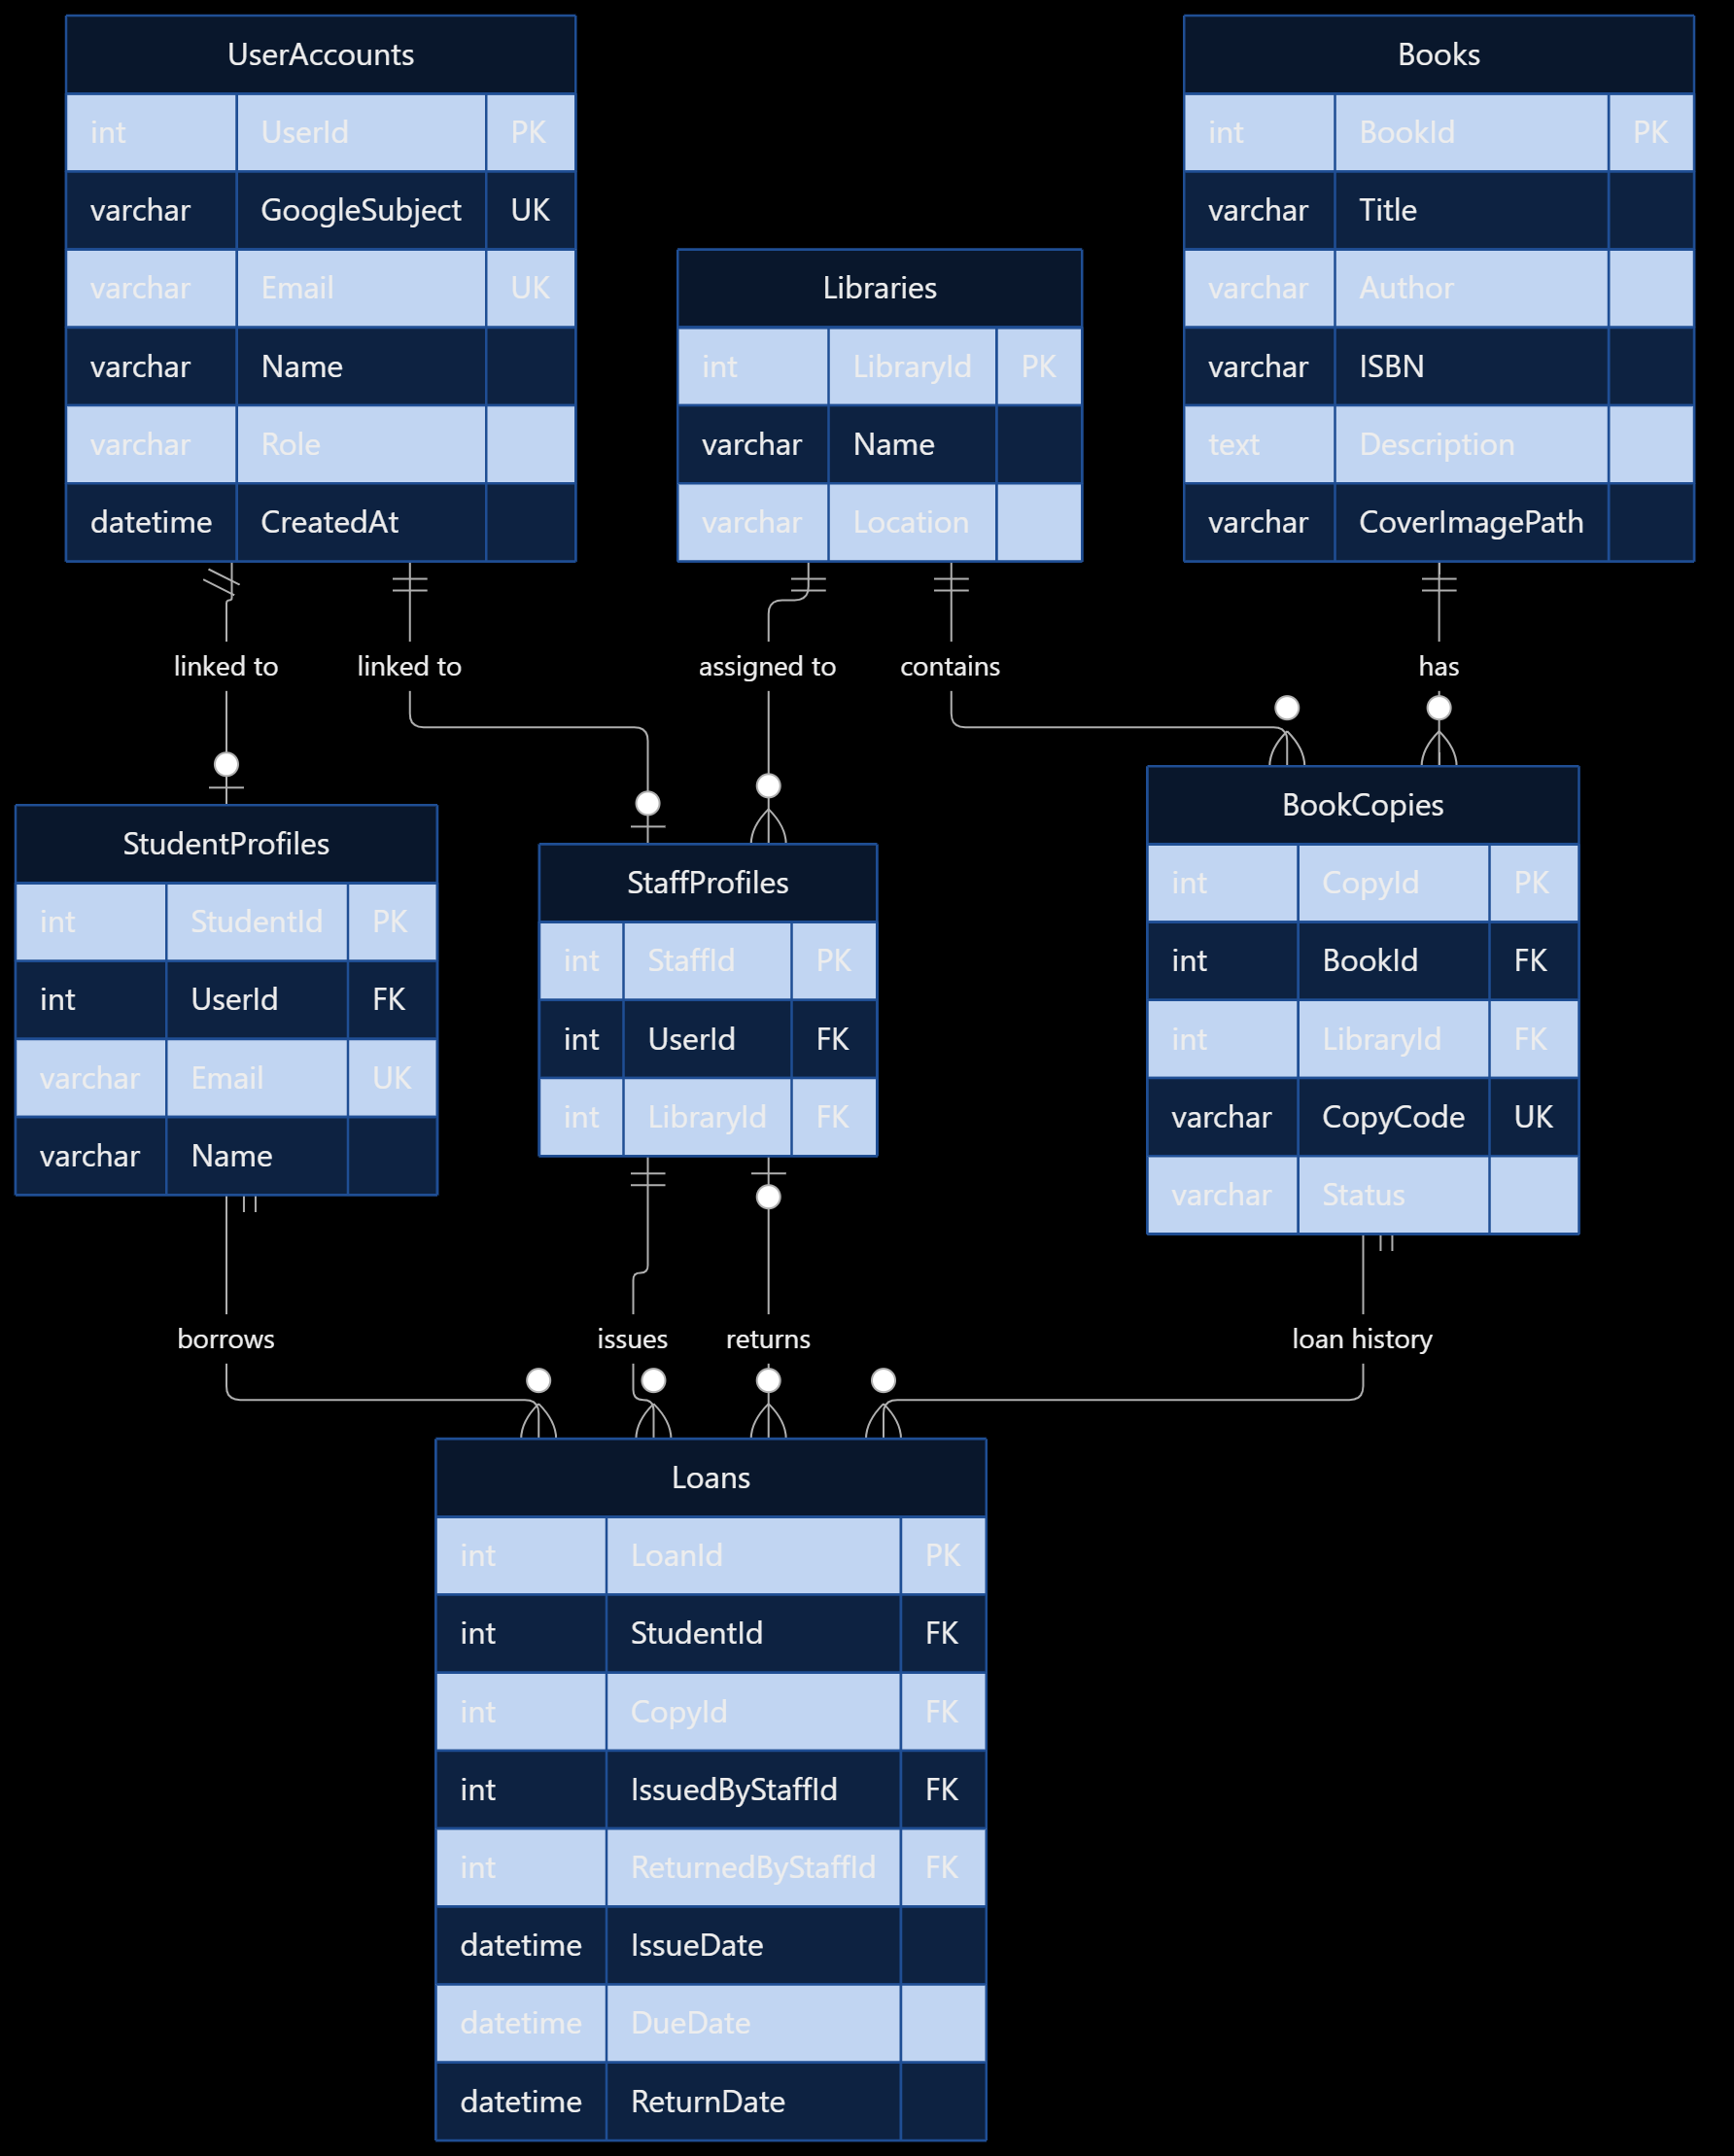 UserAccounts
int UserId PK
varchar GoogleSubject UK
varchar Email UK
varchar Name
varchar Role
datetime CreatedAt
Libraries
int LibraryId PK
varchar Name
varchar Location
Books
int BookId PK
varchar Title
varchar Author
varchar ISBN
text Description
varchar CoverImagePath
linked to
linked to
assigned to
contains
has
StudentProfiles
int StudentId PK
int UserId FK
varchar Email UK
varchar Name
StaffProfiles
int StaffId PK
int UserId FK
int LibraryId FK
BookCopies
int CopyId PK
int BookId FK
int LibraryId FK
varchar CopyCode UK
varchar Status
borrows
issues
returns
loan history
Loans
int LoanId PK
int StudentId FK
int CopyId FK
int IssuedByStaffId FK
int ReturnedByStaffId FK
datetime IssueDate
datetime DueDate
datetime ReturnDate